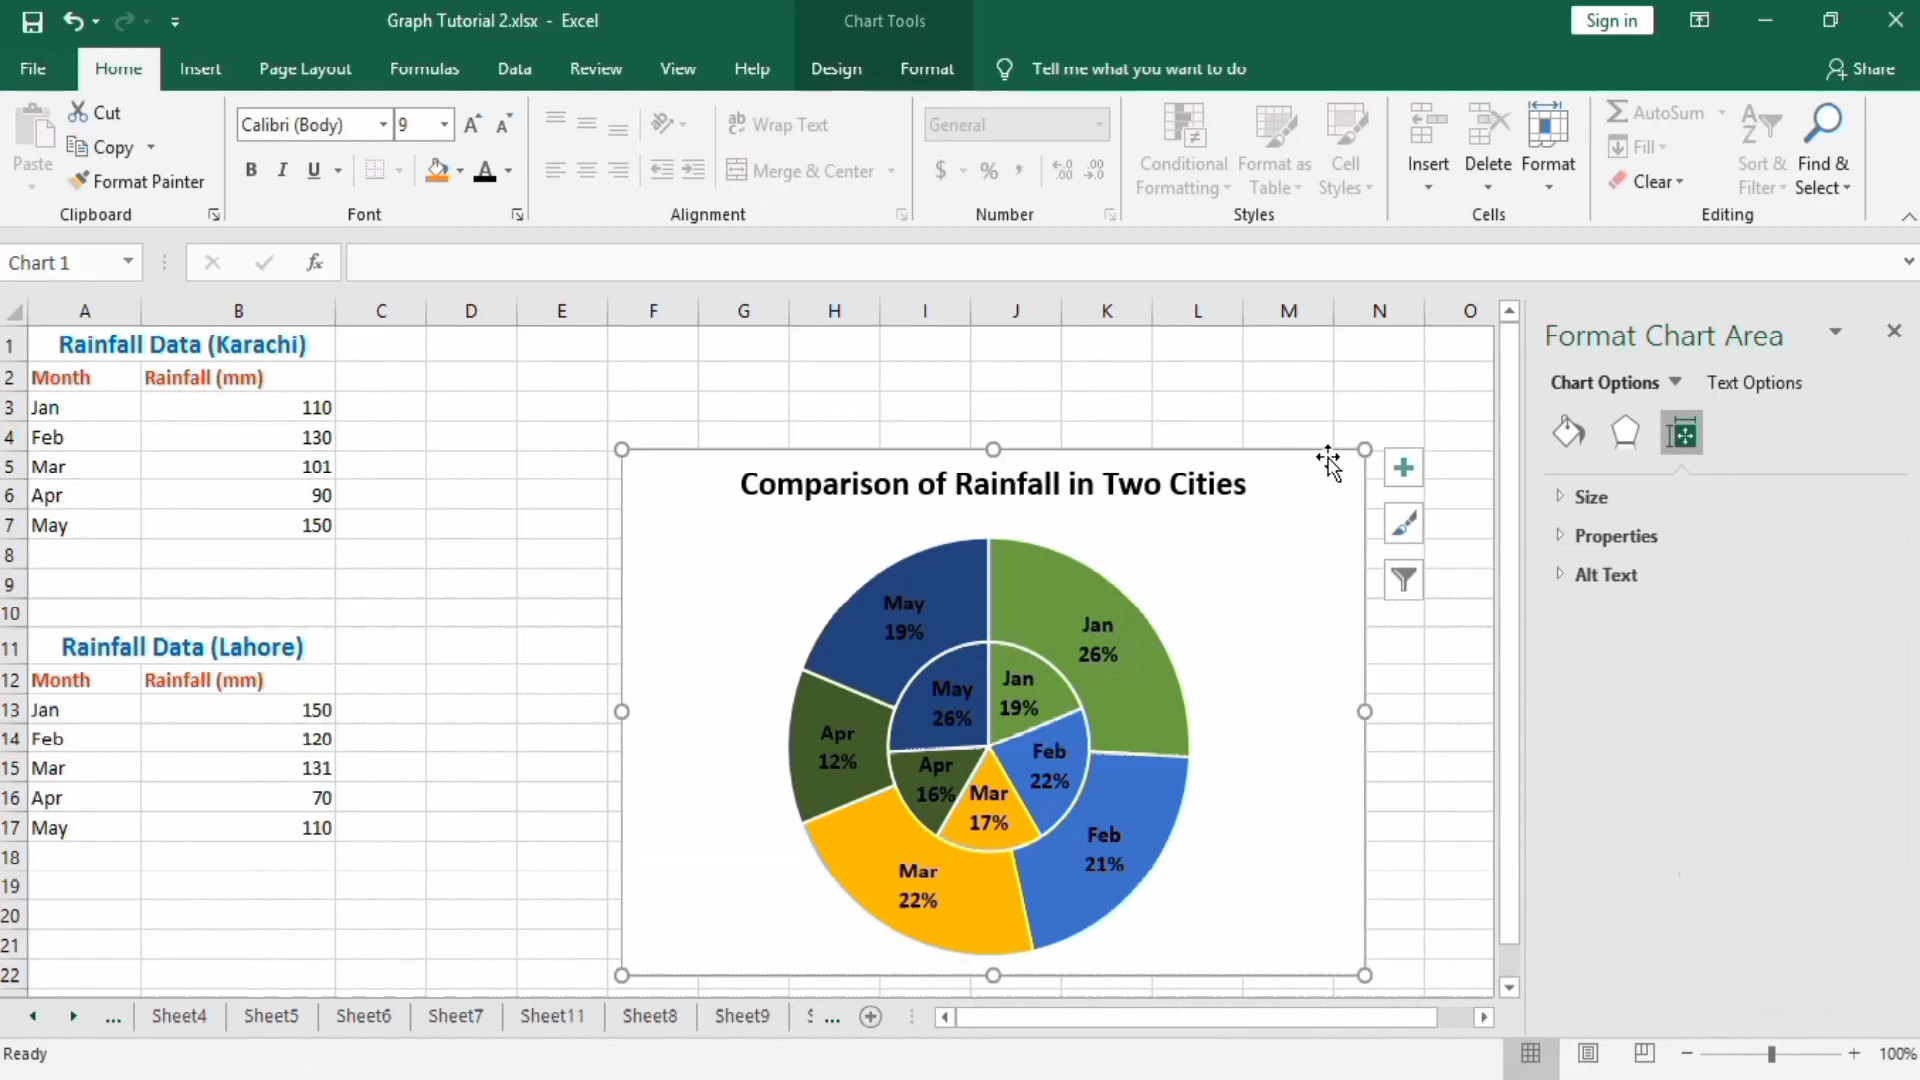 Graph Tutorial 2.xlsx - Excel
Chart Tools
Sign in
File Home Insert Page Layout Formulas Data Review View Help Design Format Tell me what you want to do Share
Cut
Copy
Format Painter
Paste
Clipboard
Calibri (Body) 9 A A
B I U A
Font
ab Wrap Text
Merge & Center
Alignment
General
$ % ,
Number
Conditional Formatting
Format as Table
Cell Styles
Styles
Insert Delete Format
Cells
AutoSum
Fill
Clear
Sort & Filter
Find & Select
Editing
Chart 1 fx
A B C D E F G H I J K L M N O
1 Rainfall Data (Karachi)
2 Month Rainfall (mm)
3 Jan 110
4 Feb 130
5 Mar 101
6 Apr 90
7 May 150
8
9
10
11 Rainfall Data (Lahore)
12 Month Rainfall (mm)
13 Jan 150
14 Feb 120
15 Mar 131
16 Apr 70
17 May 110
18
19
20
21
22
Comparison of Rainfall in Two Cities
May
19%
Jan
26%
May
26%
Jan
19%
Apr
12%
Feb
22%
Apr
16%
Mar
17%
Feb
21%
Mar
22%
Format Chart Area
Chart Options Text Options
Size
Properties
Alt Text
... Sheet4 Sheet5 Sheet6 Sheet7 Sheet11 Sheet8 Sheet9 S ...
Ready 100%